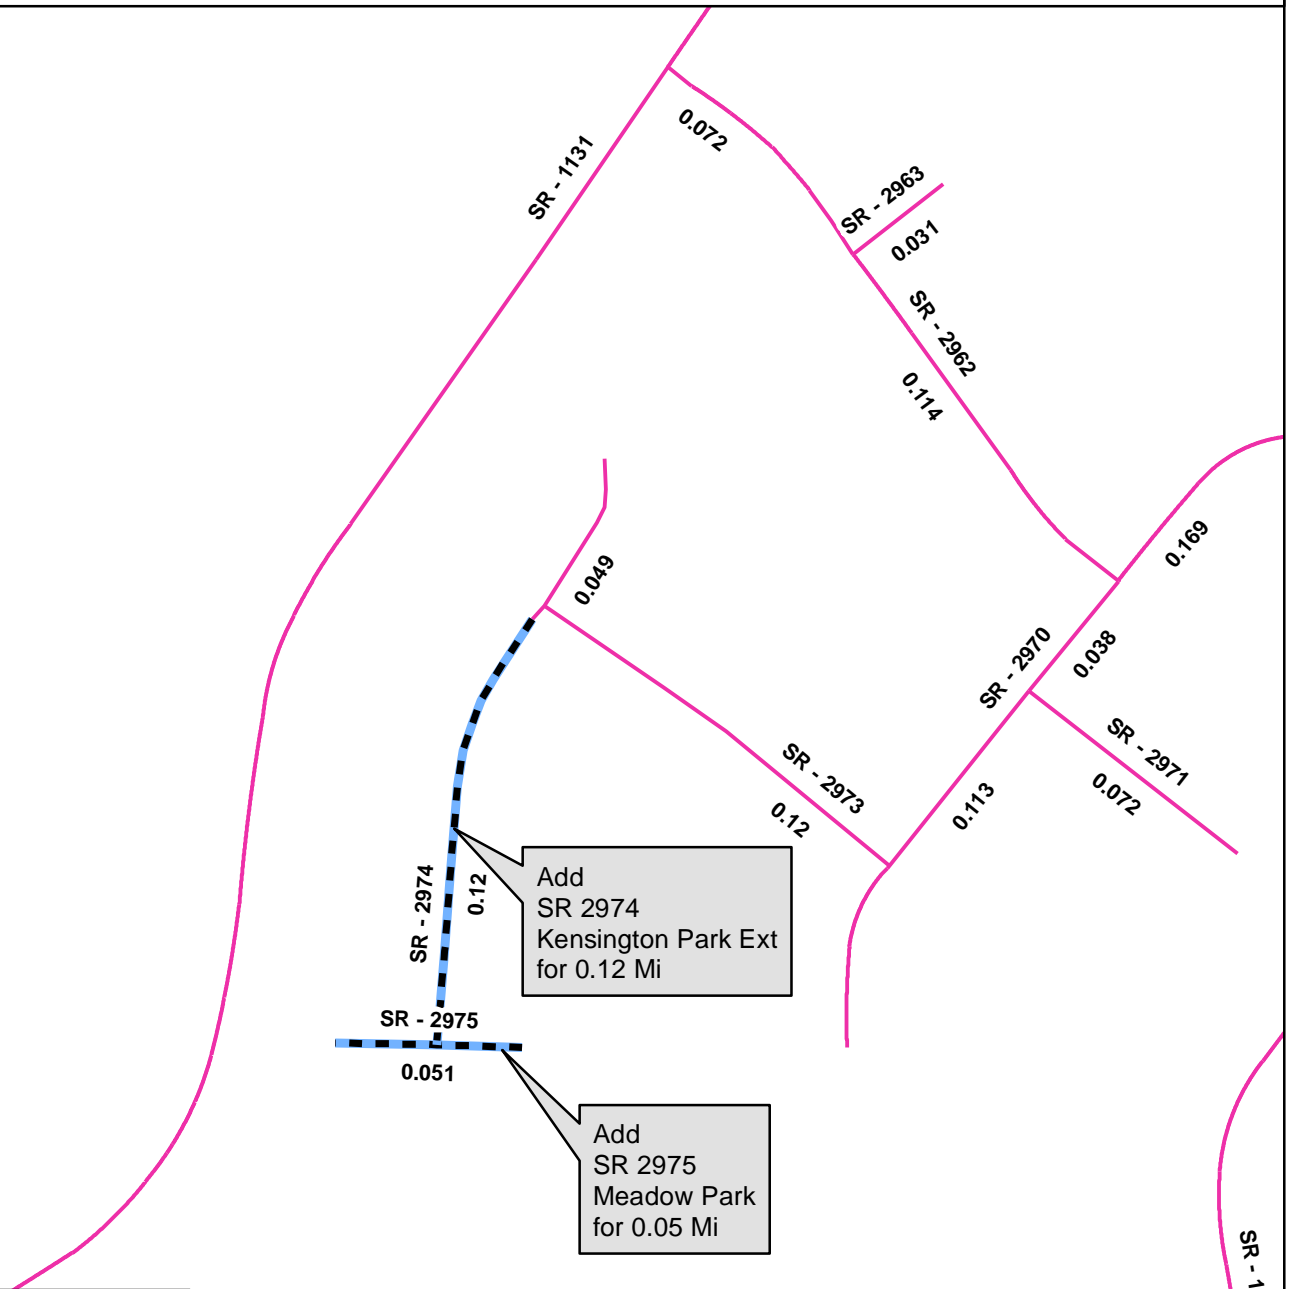 0.072
SR - 1131
SR - 2963
0.031
SR - 2962
0.114
0.169
0.049
SR - 2970
0.038
SR - 2971
0.072
SR - 2973
0.12
0.113
SR - 2974
0.12
Add
SR 2974
Kensington Park Ext
for 0.12 Mi
SR - 2975
0.051
Add
SR 2975
Meadow Park
for 0.05 Mi
SR - 1